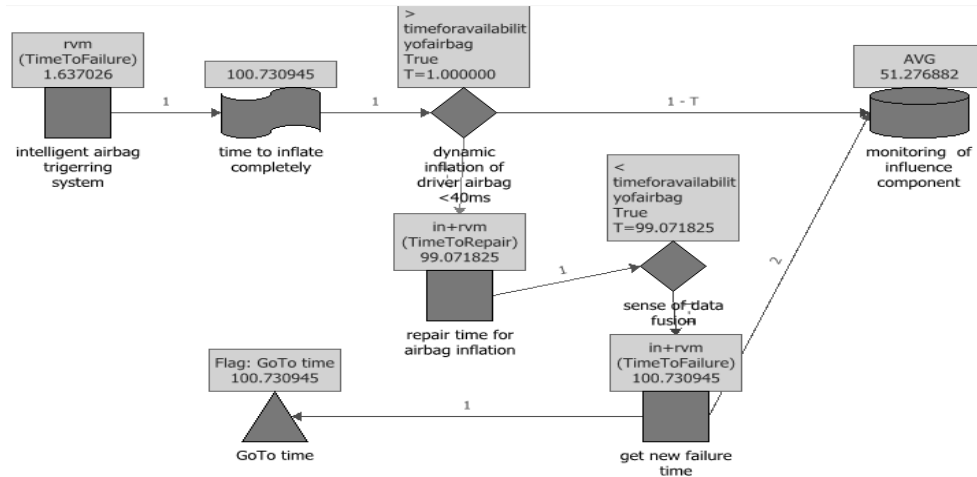 rvm
(TimeToFailure)
1.637026
intelligent airbag
trigerring
system
1
100.730945
time to inflate
completely
1
>
timeforavailabilit
yofairbag
True
T=1.000000
dynamic
inflation of
driver airbag
<40ms
1 - T
AVG
51.276882
monitoring of
influence
component
in+rvm
(TimeToRepair)
99.071825
repair time for
airbag inflation
1
<
timeforavailabilit
yofairbag
True
T=99.071825
sense of data
fusion
2
in+rvm
(TimeToFailure)
100.730945
get new failure
time
1
Flag: GoTo time
100.730945
GoTo time